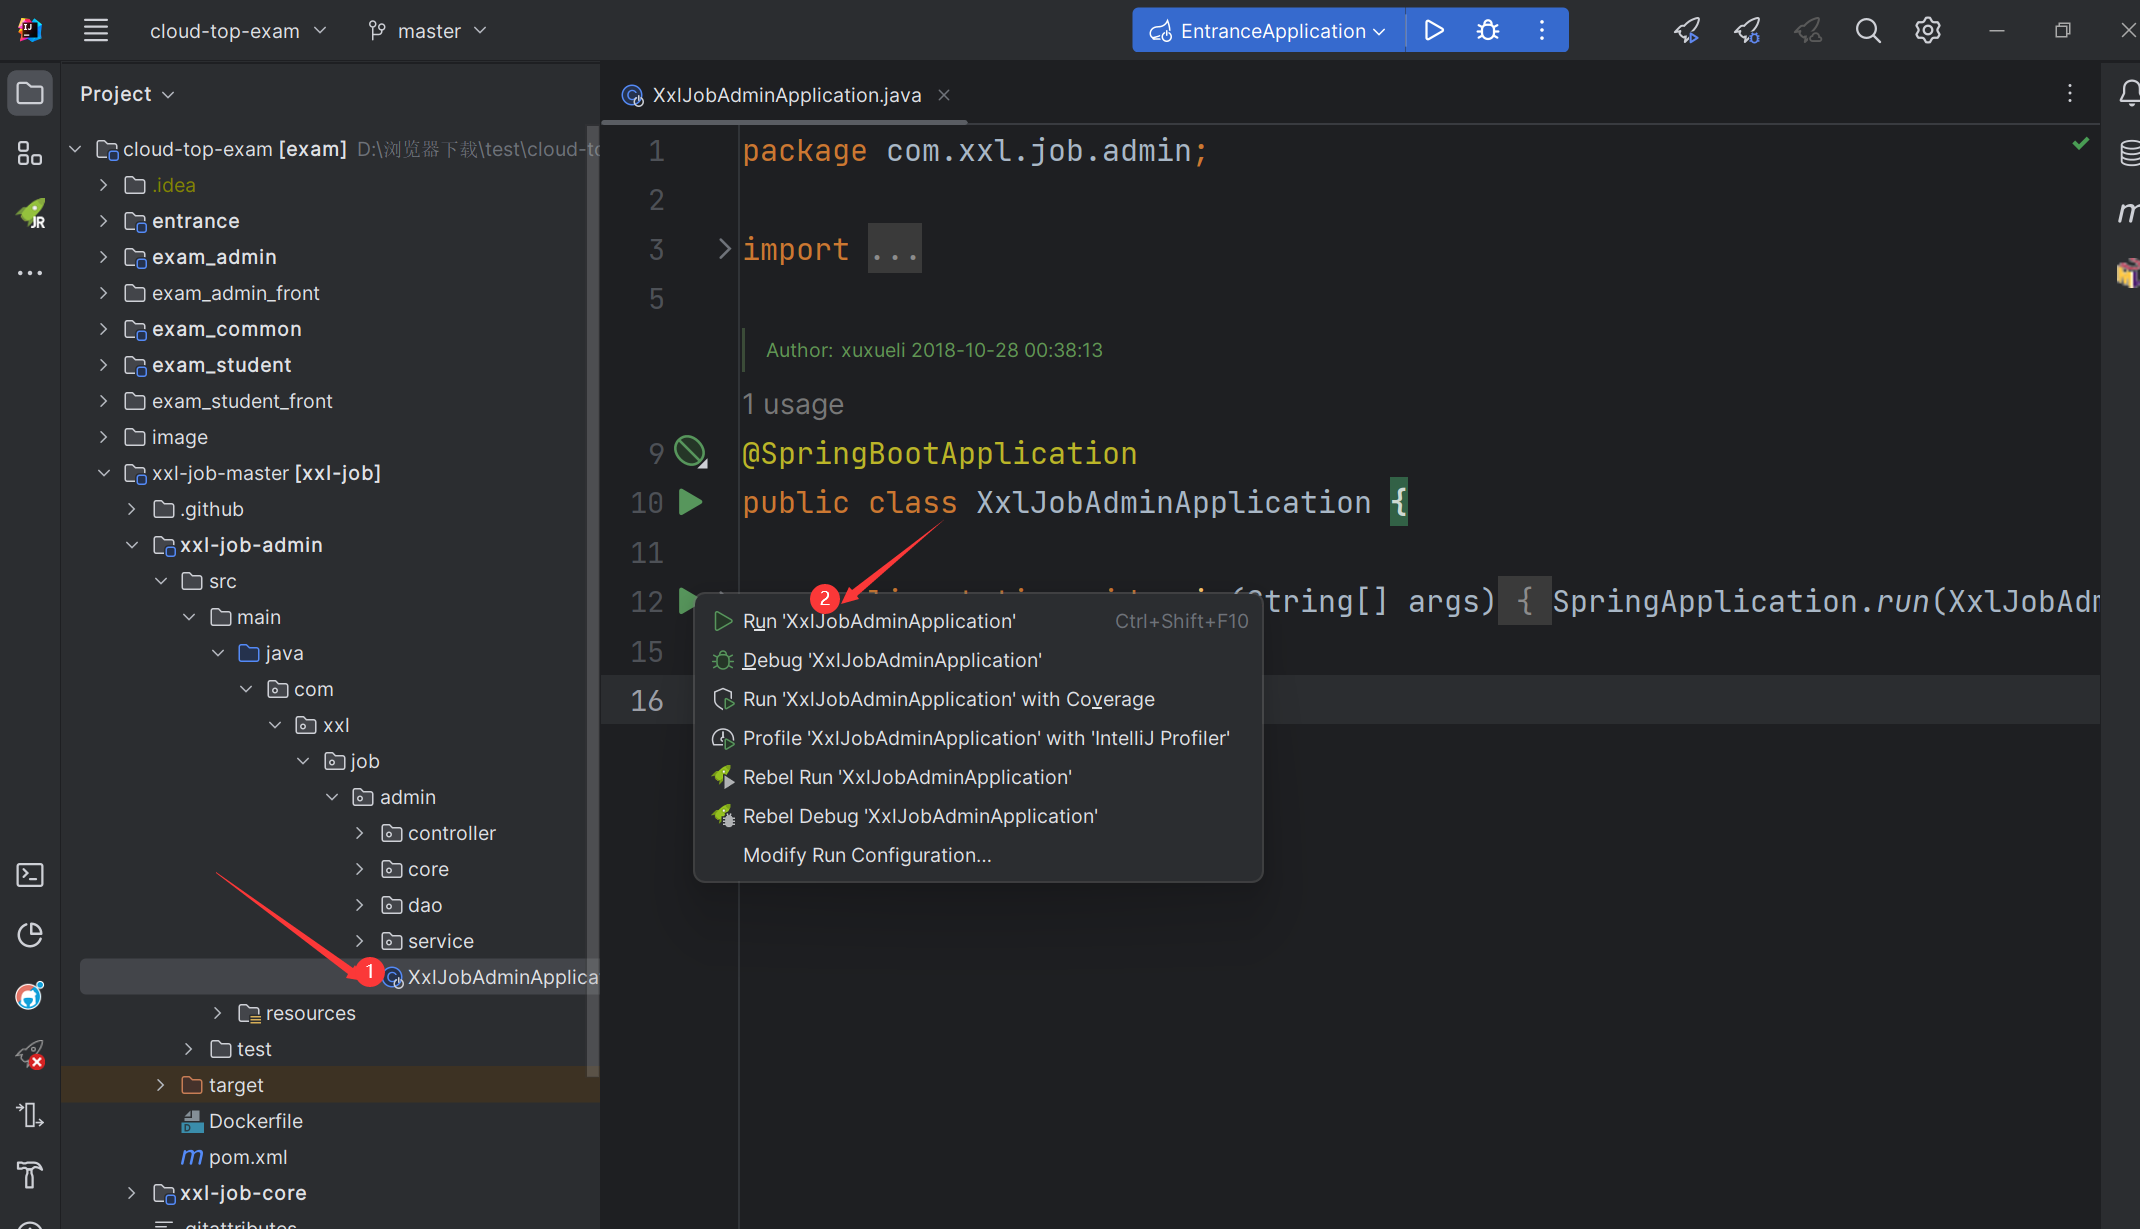 cloud-top-exam
master
EntranceApplication
Project
XxlJobAdminApplication.java
cloud-top-exam [exam] D:\浏览器下载\test\cloud-to
.idea
entrance
exam_admin
exam_admin_front
exam_common
exam_student
exam_student_front
image
xxl-job-master [xxl-job]
.github
xxl-job-admin
src
main
java
com
xxl
job
admin
controller
core
dao
service
1
XxlJobAdminApplica
resources
test
target
Dockerfile
pom.xml
xxl-job-core
.gitattributes
JR
1 package com.xxl.job.admin;
2
3 import ...
5
Author: xuxueli 2018-10-28 00:38:13
1 usage
9 @SpringBootApplication
10 public class XxlJobAdminApplication {
11
12 String[] args) { SpringApplication.run(XxlJobAdm
15
16
2
Run 'XxlJobAdminApplication' Ctrl+Shift+F10
Debug 'XxlJobAdminApplication'
Run 'XxlJobAdminApplication' with Coverage
Profile 'XxlJobAdminApplication' with 'IntelliJ Profiler'
Rebel Run 'XxlJobAdminApplication'
Rebel Debug 'XxlJobAdminApplication'
Modify Run Configuration...